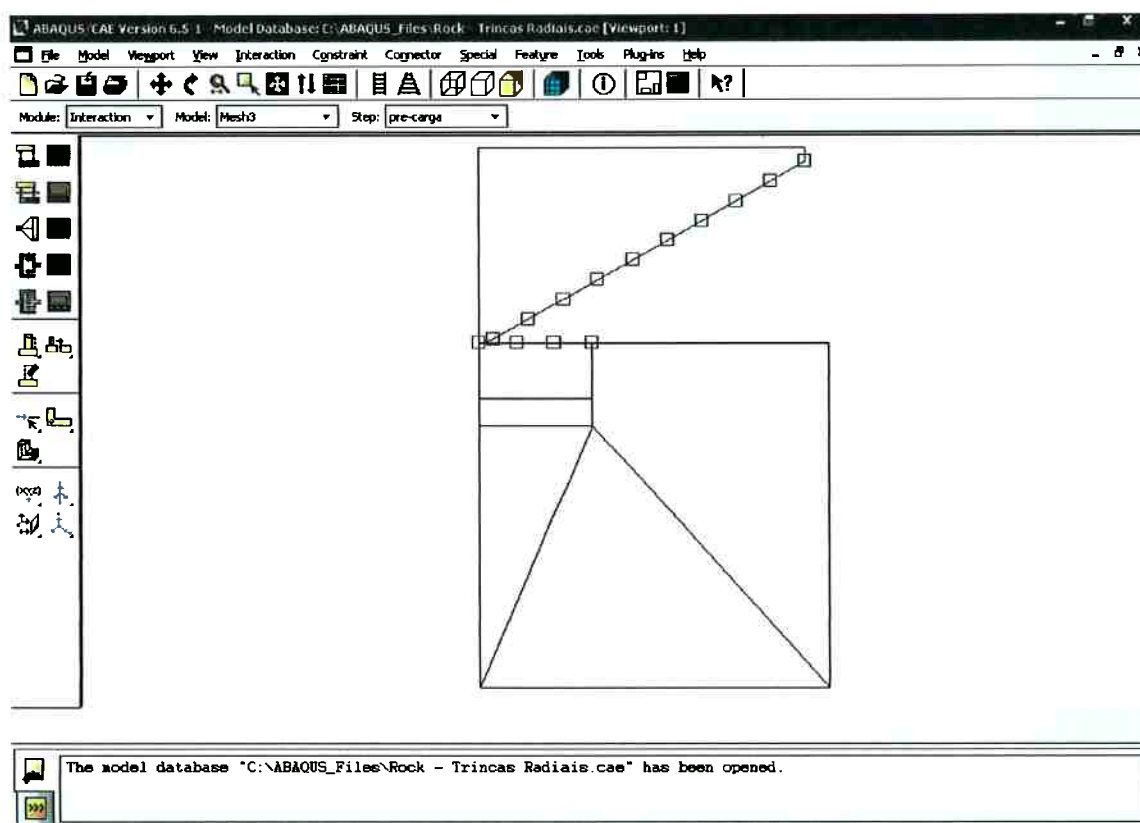 ABAQUS/CAE Version 6.5-1 - Model Database: C:\ABAQUS_Files\Rock - Trincas Radiais.cae [Viewport: 1]
File Model Viewport View Interaction Constraint Connector Special Feature Tools Plug-ins Help
Module: Interaction Model: Mesh3 Step: pre-carga
(XYZ)
The model database "C:\ABAQUS_Files\Rock - Trincas Radiais.cae" has been opened.
>>>